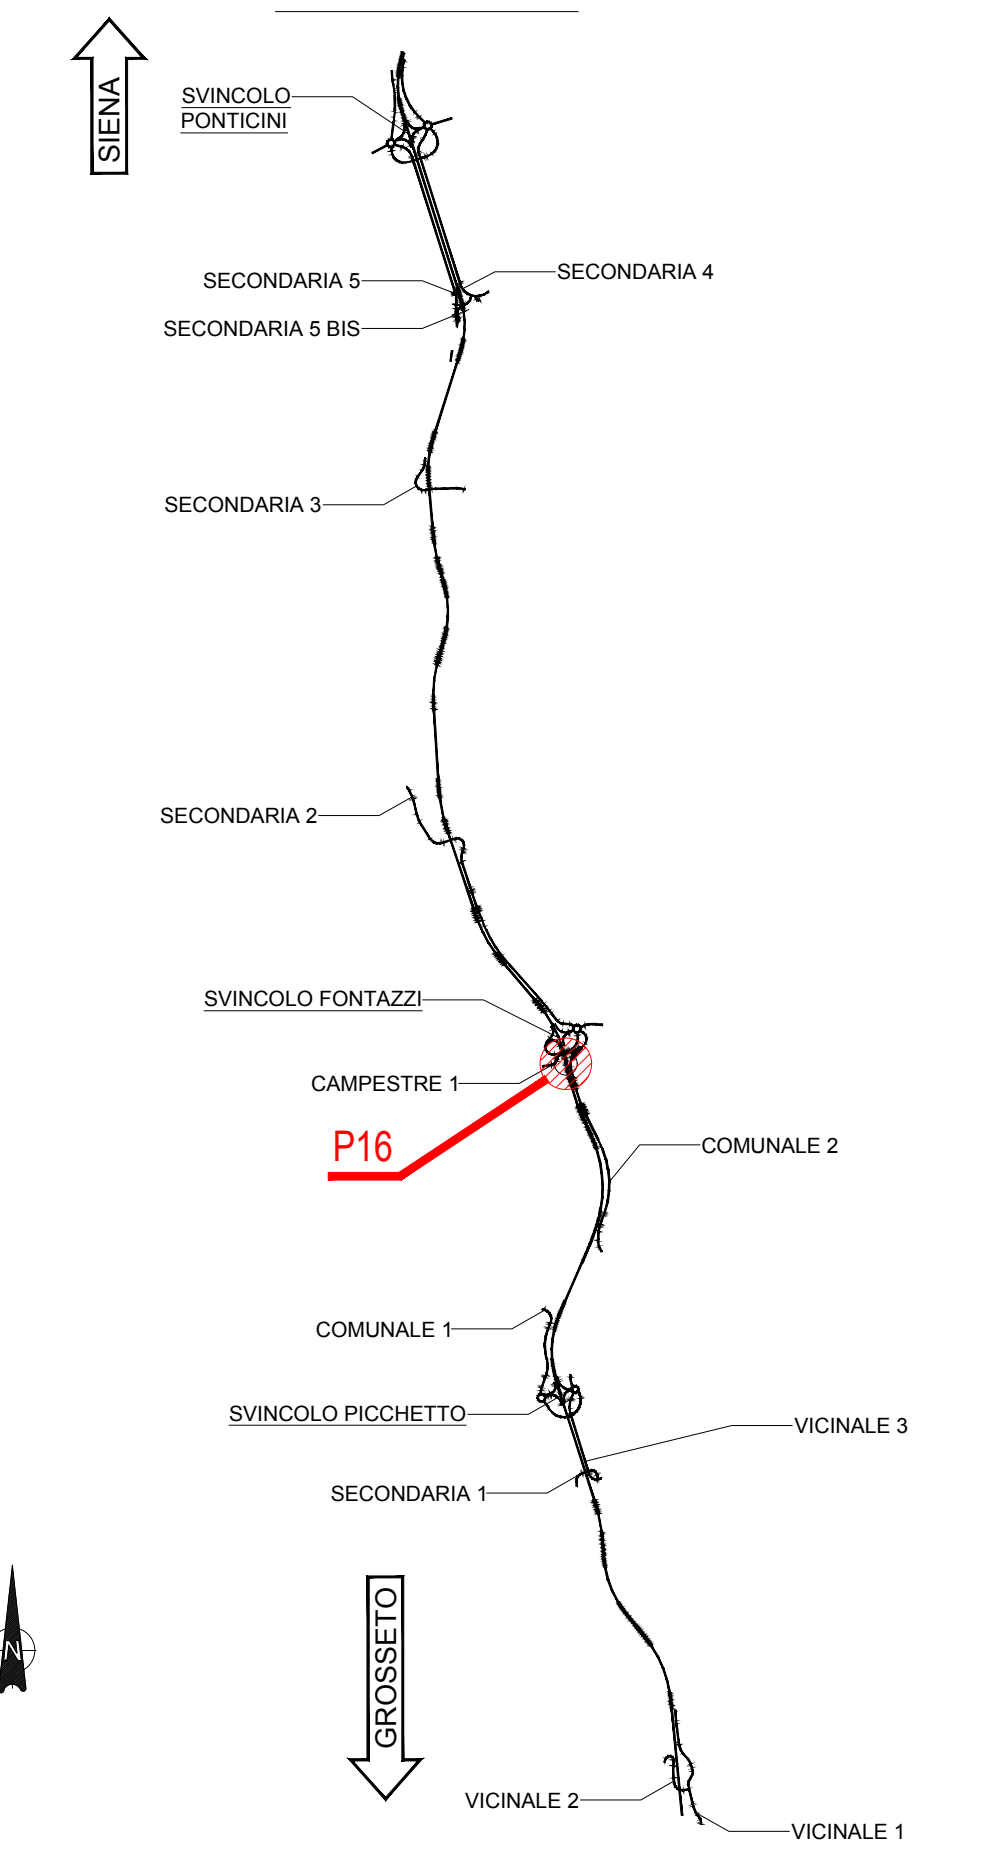 SIENA
SVINCOLO
PONTICINI
SECONDARIA 4
SECONDARIA 5
SECONDARIA 5 BIS
SECONDARIA 3
SECONDARIA 2
SVINCOLO FONTAZZI
CAMPESTRE 1
P16
COMUNALE 2
COMUNALE 1
SVINCOLO PICCHETTO
VICINALE 3
SECONDARIA 1
GROSSETO
N
VICINALE 2
VICINALE 1